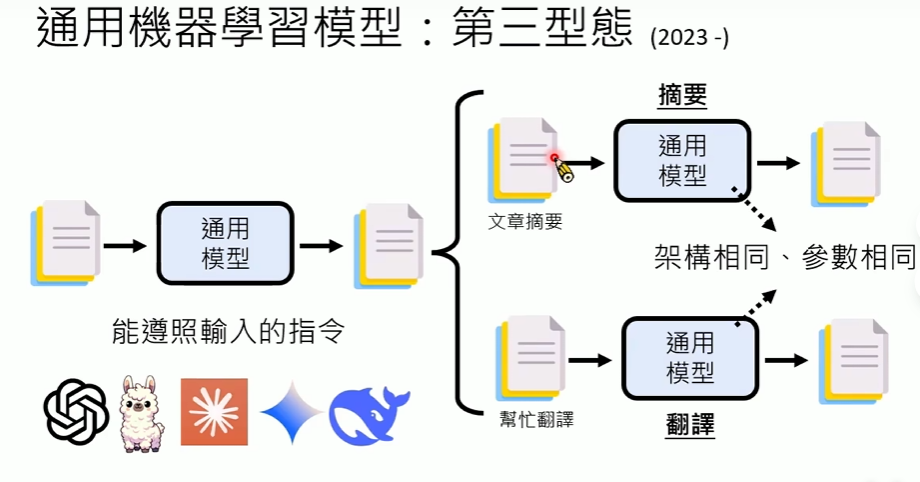 通用機器學習模型：第三型態 (2023 -)
通用
模型
能遵照輸入的指令
摘要
文章摘要
通用
模型
架構相同、參數相同
幫忙翻譯
通用
模型
翻譯